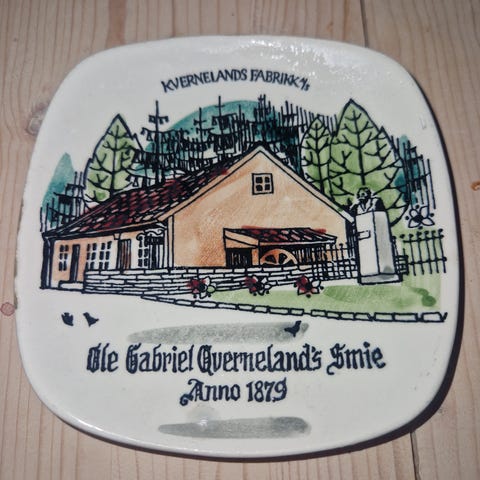 KVERNELANDS FABRIKK A/S
Ole Gabriel Qverneland's Smie
Anno 1879